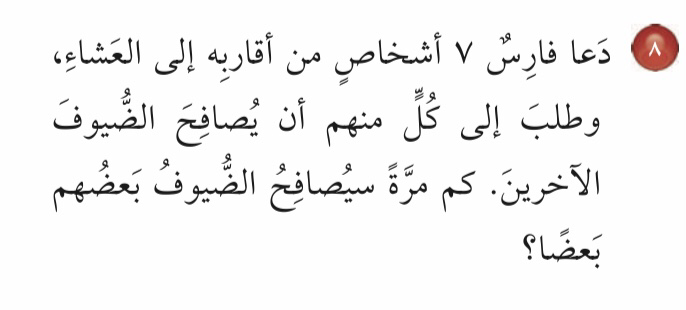 ٨ دَعا فارِسٌ ٧ أشخاصٍ من أقاربِه إلى العَشاءِ،
وطلبَ إلى كُلٍّ منهم أن يُصافِحَ الضُّيوفَ
الآخرينَ. كم مرَّةً سيُصافِحُ الضُّيوفُ بَعضُهم
بَعضًا؟